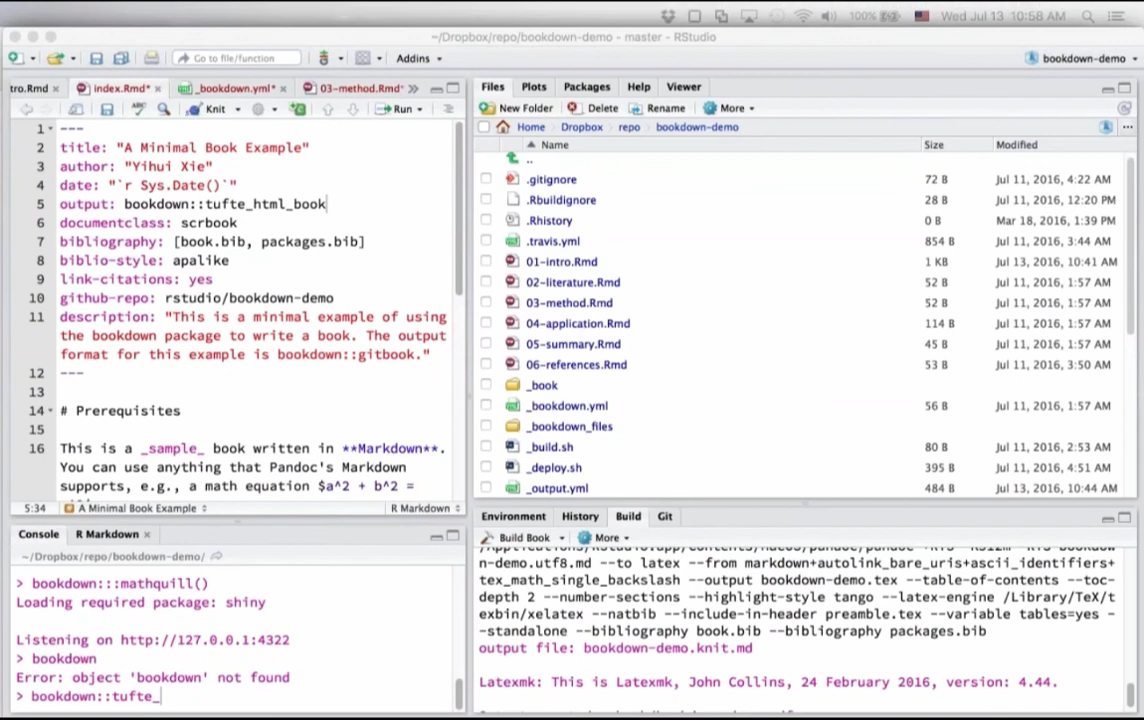 100% Wed Jul 13 10:58 AM
~/Dropbox/repo/bookdown-demo - master - RStudio
Go to file/function Addins bookdown-demo
tro.Rmd index.Rmd* _bookdown.yml* 03-method.Rmd*
ABC Knit Run
1 ---
2 title: "A Minimal Book Example"
3 author: "Yihui Xie"
4 date: "`r Sys.Date()`"
5 output: bookdown::tufte_html_book
6 documentclass: scrbook
7 bibliography: [book.bib, packages.bib]
8 biblio-style: apalike
9 link-citations: yes
10 github-repo: rstudio/bookdown-demo
11 description: "This is a minimal example of using
the bookdown package to write a book. The output
format for this example is bookdown::gitbook."
12 ---
13
14 # Prerequisites
15
16 This is a _sample_ book written in **Markdown**.
You can use anything that Pandoc's Markdown
supports, e.g., a math equation $a^2 + b^2 =
5:34 A Minimal Book Example R Markdown
Console R Markdown
~/Dropbox/repo/bookdown-demo/
> bookdown:::mathquill()
Loading required package: shiny
Listening on http://127.0.0.1:4322
> bookdown
Error: object 'bookdown' not found
> bookdown::tufte_
Files Plots Packages Help Viewer
New Folder Delete Rename More
Home Dropbox repo bookdown-demo ...
Name Size Modified
..
.gitignore 72 B Jul 11, 2016, 4:22 AM
.Rbuildignore 28 B Jul 11, 2016, 12:20 PM
.Rhistory 0 B Mar 18, 2016, 1:39 PM
.travis.yml 854 B Jul 11, 2016, 3:44 AM
01-intro.Rmd 1 KB Jul 13, 2016, 10:41 AM
02-literature.Rmd 52 B Jul 11, 2016, 1:57 AM
03-method.Rmd 52 B Jul 11, 2016, 1:57 AM
04-application.Rmd 114 B Jul 11, 2016, 1:57 AM
05-summary.Rmd 45 B Jul 11, 2016, 1:57 AM
06-references.Rmd 53 B Jul 11, 2016, 3:50 AM
_book
_bookdown.yml 56 B Jul 11, 2016, 1:57 AM
_bookdown_files
_build.sh 80 B Jul 11, 2016, 2:53 AM
_deploy.sh 395 B Jul 11, 2016, 4:51 AM
_output.yml 484 B Jul 13, 2016, 10:44 AM
Environment History Build Git
Build Book More
n-demo.utf8.md --to latex --from markdown+autolink_bare_uris+ascii_identifiers+
tex_math_single_backslash --output bookdown-demo.tex --table-of-contents --toc-
depth 2 --number-sections --highlight-style tango --latex-engine /Library/TeX/t
exbin/xelatex --natbib --include-in-header preamble.tex --variable tables=yes -
-standalone --bibliography book.bib --bibliography packages.bib
output file: bookdown-demo.knit.md
Latexmk: This is Latexmk, John Collins, 24 February 2016, version: 4.44.